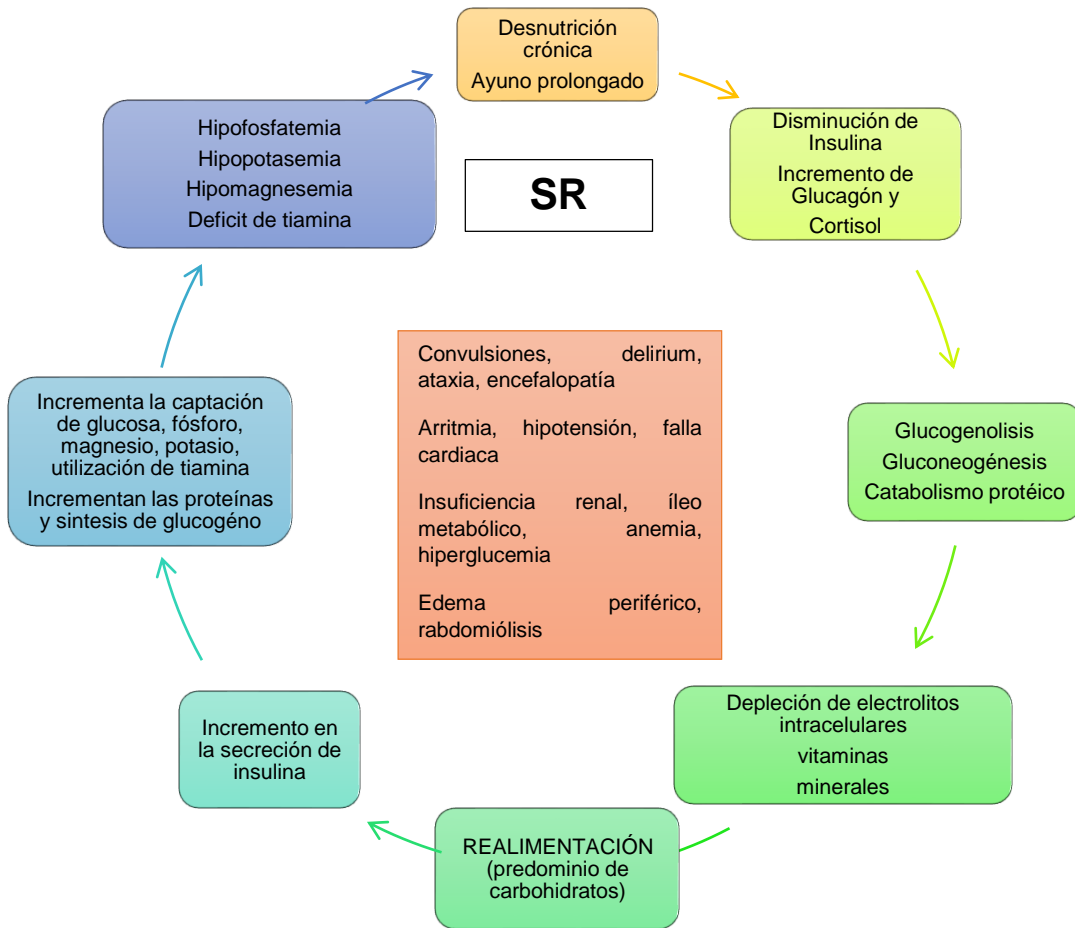 Desnutrición
crónica
Ayuno prolongado
Disminución de
Insulina
Incremento de
Glucagón y
Cortisol
Glucogenolisis
Gluconeogénesis
Catabolismo protéico
Depleción de electrolitos
intracelulares
vitaminas
minerales
REALIMENTACIÓN
(predominio de
carbohidratos)
Incremento en
la secreción de
insulina
Incrementa la captación
de glucosa, fósforo,
magnesio, potasio,
utilización de tiamina
Incrementan las proteínas
y sintesis de glucogéno
Hipofosfatemia
Hipopotasemia
Hipomagnesemia
Deficit de tiamina
SR
Convulsiones, delirium,
ataxia, encefalopatía
Arritmia, hipotensión, falla
cardiaca
Insuficiencia renal, íleo
metabólico, anemia,
hiperglucemia
Edema periférico,
rabdomiólisis